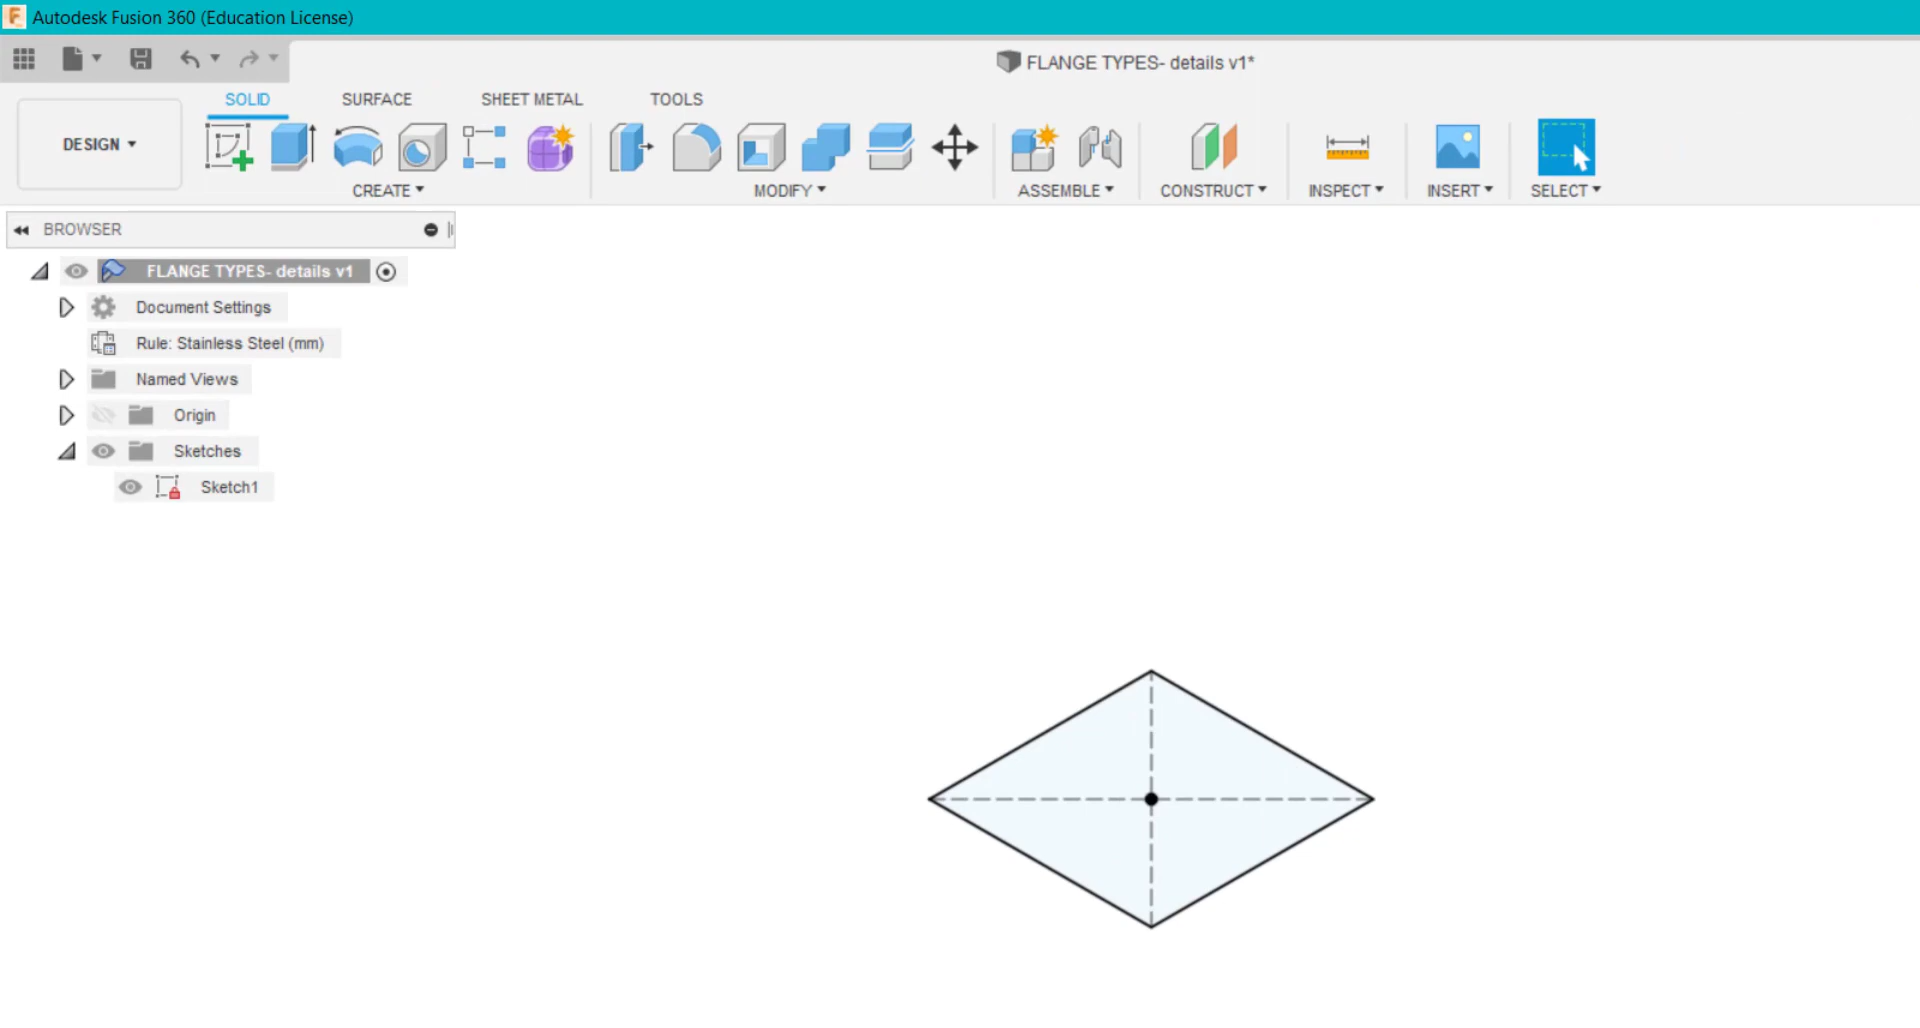 Autodesk Fusion 360 (Education License)
FLANGE TYPES- details v1*
SOLID
SURFACE
SHEET METAL
TOOLS
DESIGN
CREATE
MODIFY
ASSEMBLE
CONSTRUCT
INSPECT
INSERT
SELECT
BROWSER
FLANGE TYPES- details v1
Document Settings
Rule: Stainless Steel (mm)
Named Views
Origin
Sketches
Sketch1